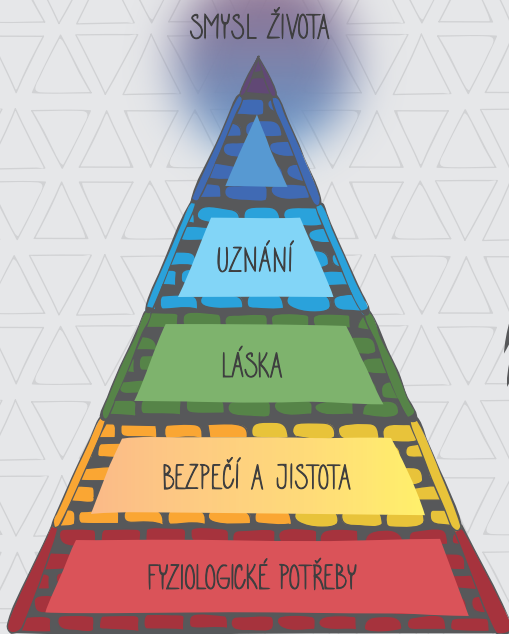 SMYSL ŽIVOTA
UZNÁNÍ
LÁSKA
BEZPEČÍ A JISTOTA
FYZIOLOGICKÉ POTŘEBY